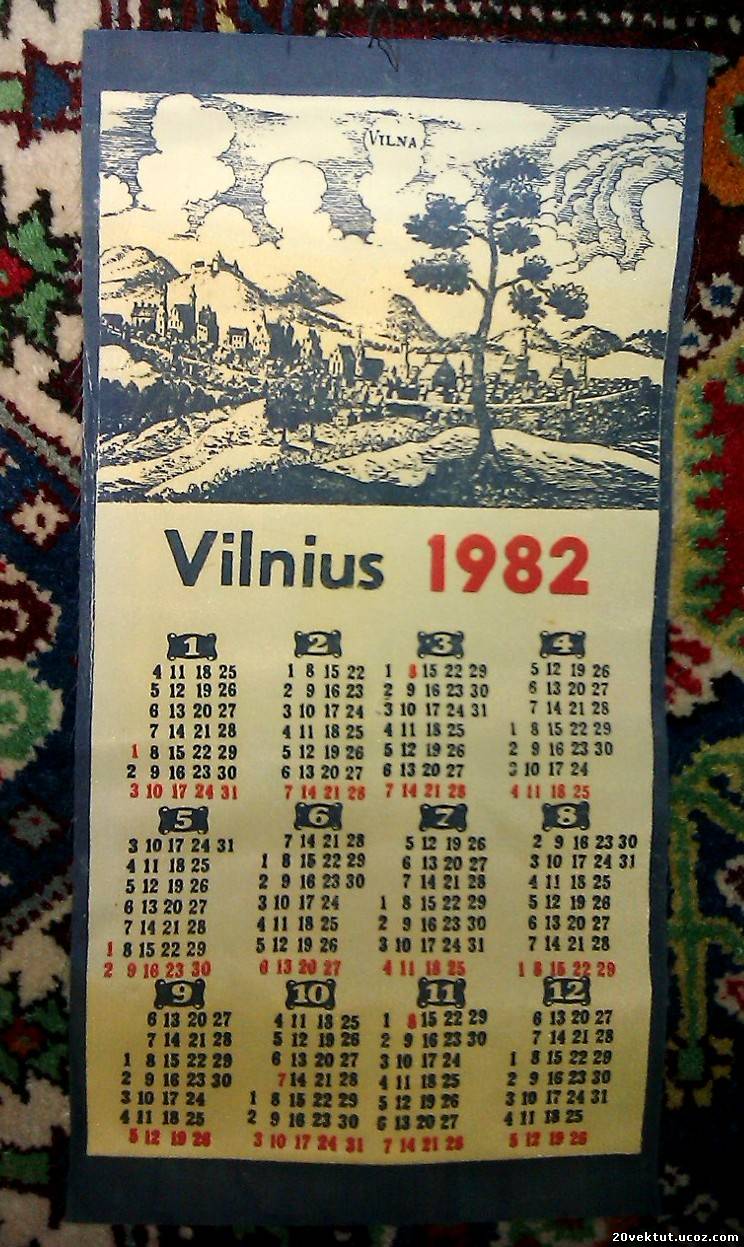 VILNA
Vilnius 1982
1 2 3 4
4 11 18 25 1 8 15 22 1 8 15 22 29 5 12 19 26
5 12 19 26 2 9 16 23 2 9 16 23 30 6 13 20 27
6 13 20 27 3 10 17 24 3 10 17 24 31 7 14 21 28
7 14 21 28 4 11 18 25 4 11 18 25 1 8 15 22 29
1 8 15 22 29 5 12 19 26 5 12 19 26 2 9 16 23 30
2 9 16 23 30 6 13 20 27 6 13 20 27 3 10 17 24
3 10 17 24 31 7 14 21 28 7 14 21 28 4 11 18 25
5 6 7 8
3 10 17 24 31 7 14 21 28 5 12 19 26 2 9 16 23 30
4 11 18 25 1 8 15 22 29 6 13 20 27 3 10 17 24 31
5 12 19 26 2 9 16 23 30 7 14 21 28 4 11 18 25
6 13 20 27 3 10 17 24 1 8 15 22 29 5 12 19 26
7 14 21 28 4 11 18 25 2 9 16 23 30 6 13 20 27
1 8 15 22 29 5 12 19 26 3 10 17 24 31 7 14 21 28
2 9 16 23 30 6 13 20 27 4 11 18 25 1 8 15 22 29
9 10 11 12
6 13 20 27 4 11 18 25 1 8 15 22 29 6 13 20 27
7 14 21 28 5 12 19 26 2 9 16 23 30 7 14 21 28
1 8 15 22 29 6 13 20 27 3 10 17 24 1 8 15 22 29
2 9 16 23 30 7 14 21 28 4 11 18 25 2 9 16 23 30
3 10 17 24 1 8 15 22 29 5 12 19 26 3 10 17 24 31
4 11 18 25 2 9 16 23 30 6 13 20 27 4 11 18 25
5 12 19 26 3 10 17 24 31 7 14 21 28 5 12 19 26
20vektut.ucoz.com